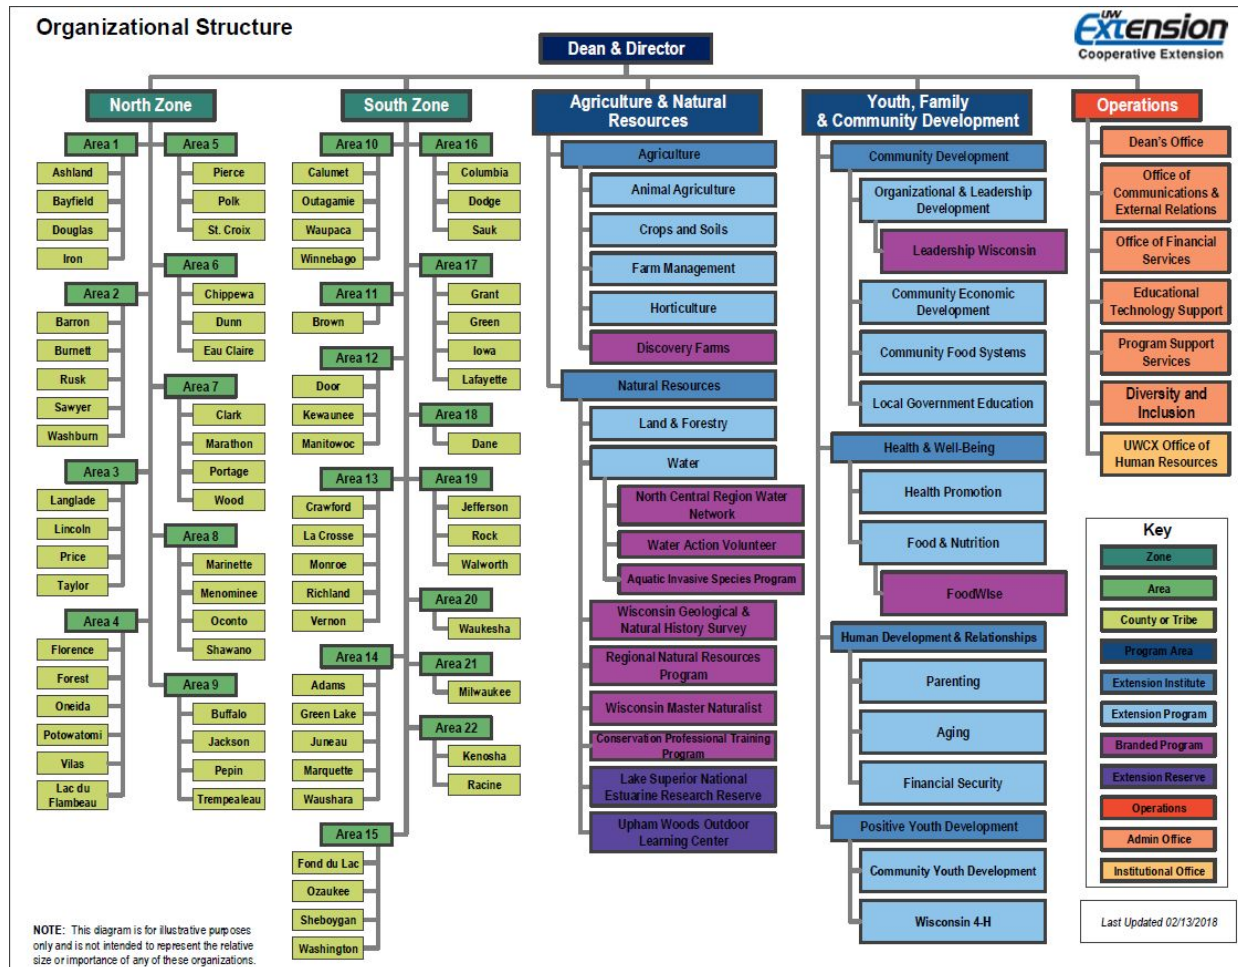 Organizational Structure
UW
Extension
Cooperative Extension
Dean & Director
North Zone
Area 1
Ashland
Bayfield
Douglas
Iron
Area 2
Barron
Burnett
Rusk
Sawyer
Washburn
Area 3
Langlade
Lincoln
Price
Taylor
Area 4
Florence
Forest
Oneida
Potowatomi
Vilas
Lac du
Flambeau
Area 5
Pierce
Polk
St. Croix
Area 6
Chippewa
Dunn
Eau Claire
Area 7
Clark
Marathon
Portage
Wood
Area 8
Marinette
Menominee
Oconto
Shawano
Area 9
Buffalo
Jackson
Pepin
Trempealeau
South Zone
Area 10
Calumet
Outagamie
Waupaca
Winnebago
Area 11
Brown
Area 12
Door
Kewaunee
Manitowoc
Area 13
Crawford
La Crosse
Monroe
Richland
Vernon
Area 14
Adams
Green Lake
Juneau
Marquette
Waushara
Area 15
Fond du Lac
Ozaukee
Sheboygan
Washington
Area 16
Columbia
Dodge
Sauk
Area 17
Grant
Green
Iowa
Lafayette
Area 18
Dane
Area 19
Jefferson
Rock
Walworth
Area 20
Waukesha
Area 21
Milwaukee
Area 22
Kenosha
Racine
Agriculture & Natural
Resources
Agriculture
Animal Agriculture
Crops and Soils
Farm Management
Horticulture
Discovery Farms
Natural Resources
Land & Forestry
Water
North Central Region Water
Network
Water Action Volunteer
Aquatic Invasive Species Program
Wisconsin Geological &
Natural History Survey
Regional Natural Resources
Program
Wisconsin Master Naturalist
Conservation Professional Training
Program
Lake Superior National
Estuarine Research Reserve
Upham Woods Outdoor
Learning Center
Youth, Family
& Community Development
Community Development
Organizational & Leadership
Development
Leadership Wisconsin
Community Economic
Development
Community Food Systems
Local Government Education
Health & Well-Being
Health Promotion
Food & Nutrition
FoodWIse
Human Development & Relationships
Parenting
Aging
Financial Security
Positive Youth Development
Community Youth Development
Wisconsin 4-H
Operations
Dean's Office
Office of
Communications &
External Relations
Office of Financial
Services
Educational
Technology Support
Program Support
Services
Diversity and
Inclusion
UWCX Office of
Human Resources
Key
Zone
Area
County or Tribe
Program Area
Extension Institute
Extension Program
Branded Program
Extension Reserve
Operations
Admin Office
Institutional Office
Last Updated 02/13/2018
NOTE: This diagram is for illustrative purposes
only and is not intended to represent the relative
size or importance of any of these organizations.